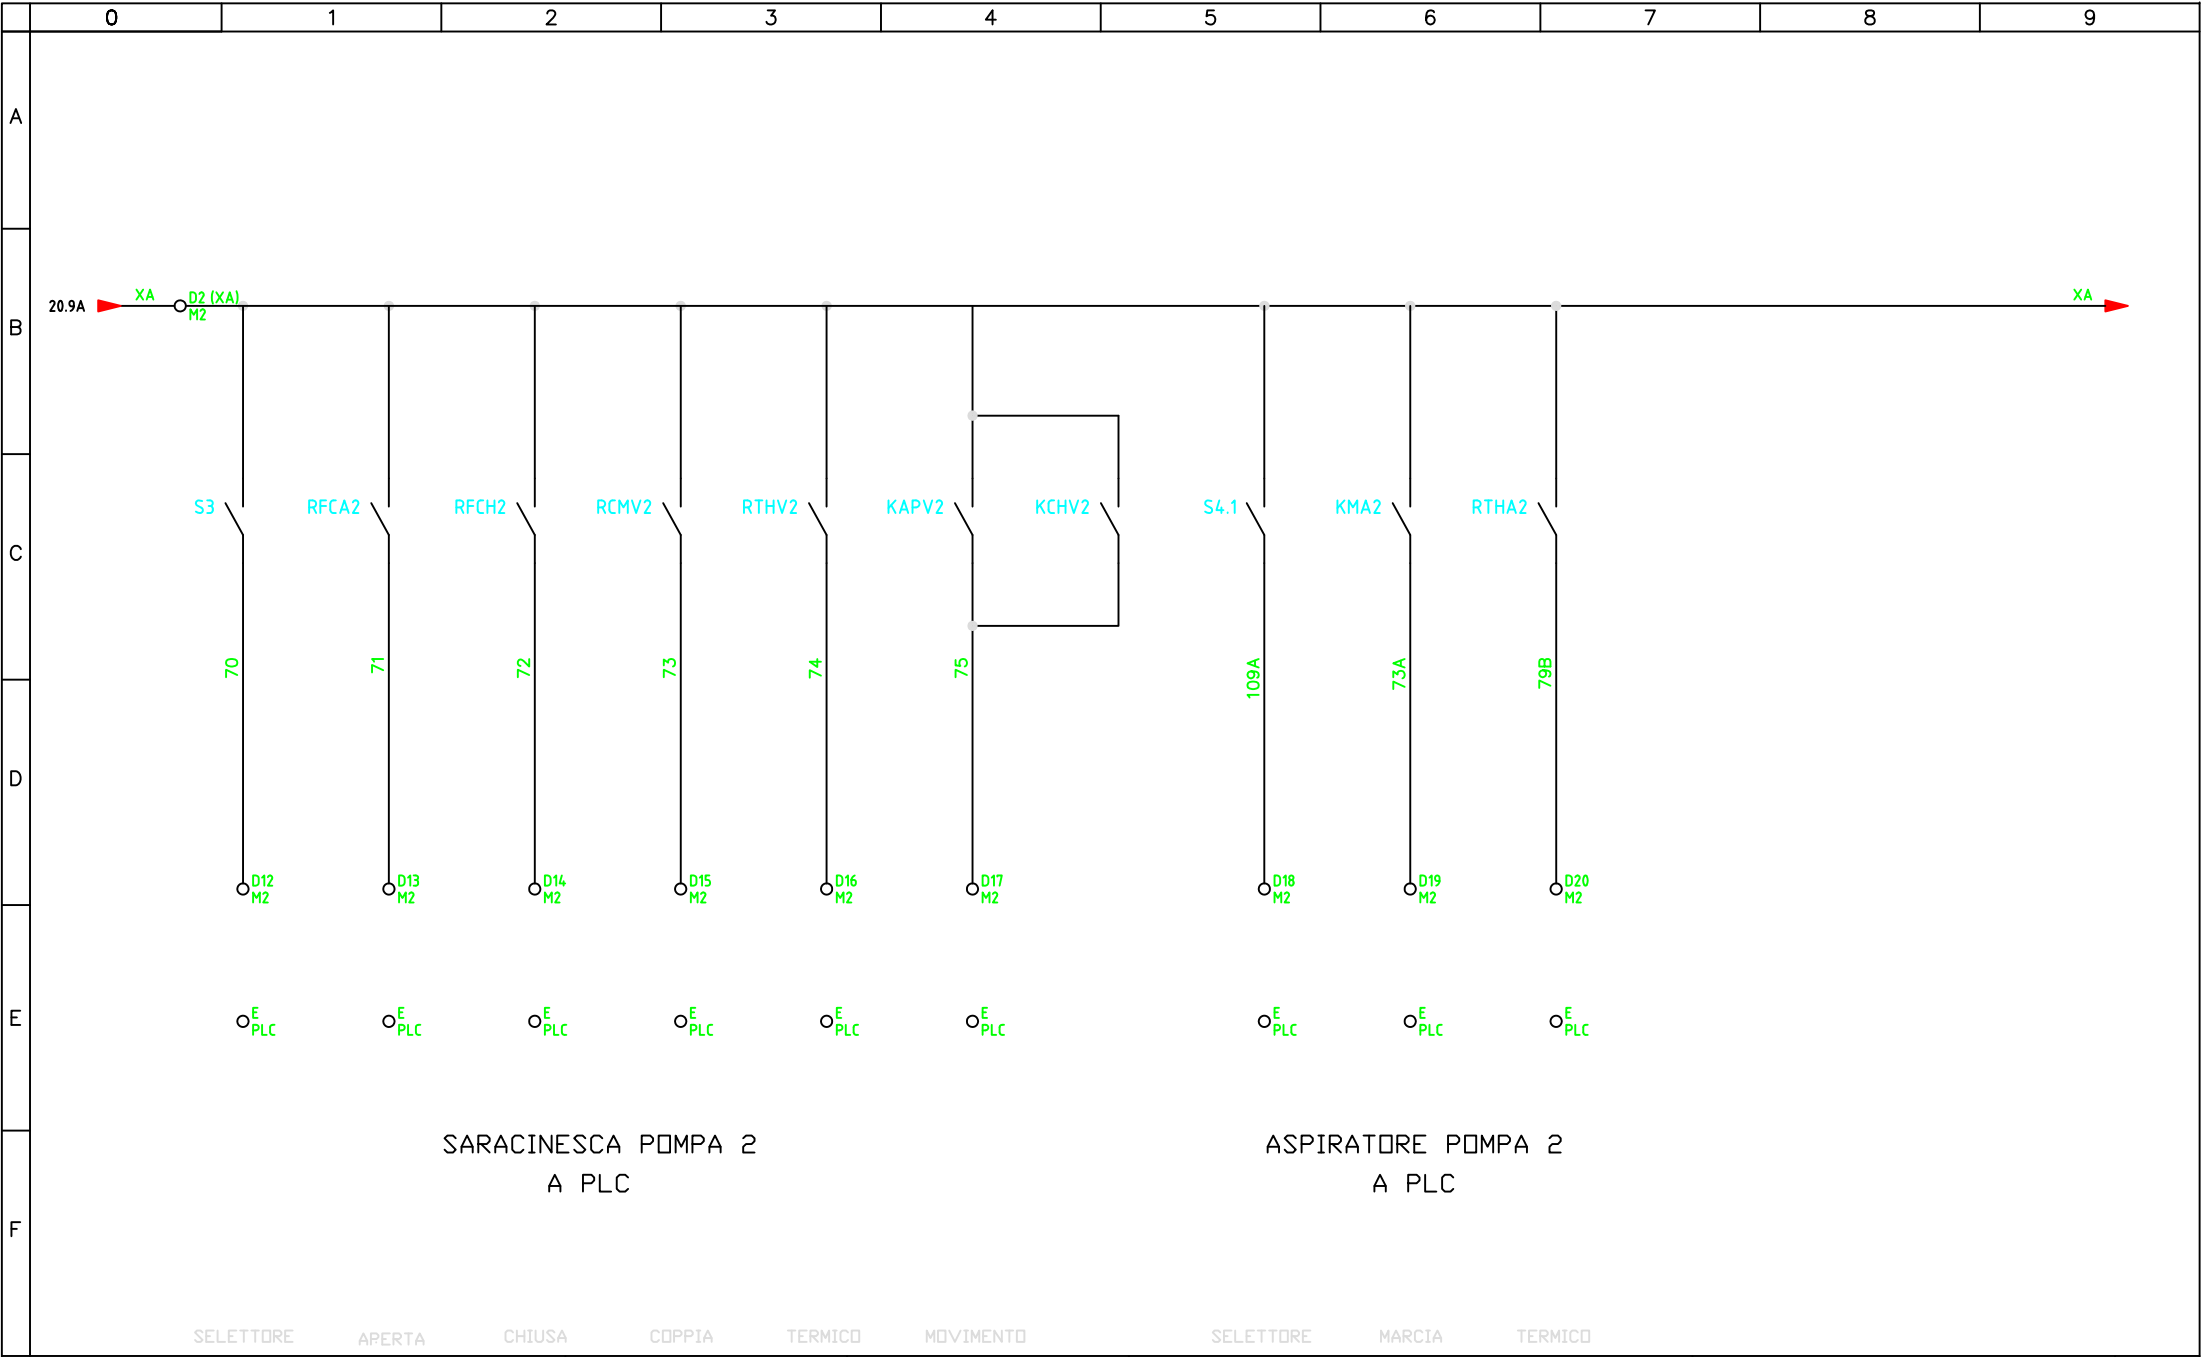 0 1 2 3 4 5 6 7 8 9
A
XA D2 (XA) XA
20.9A
M2
B
S3 RFCA2 RFCH2 RCMV2 RTHV2 KAPV2 KCHV2 S4.1 KMA2 RTHA2
C
70 71 72 73 74 75 109A 73A 79B
D
D12 D13 D14 D15 D16 D17 D18 D19 D20
M2 M2 M2 M2 M2 M2 M2 M2 M2
E E E E E E E E E
E
PLC PLC PLC PLC PLC PLC PLC PLC PLC
SARACINESCA POMPA 2 ASPIRATORE POMPA 2
A PLC A PLC
F
SELETTORE APERTA CHIUSA COPPIA TERMICO MOVIMENTO SELETTORE MARCIA TERMICO